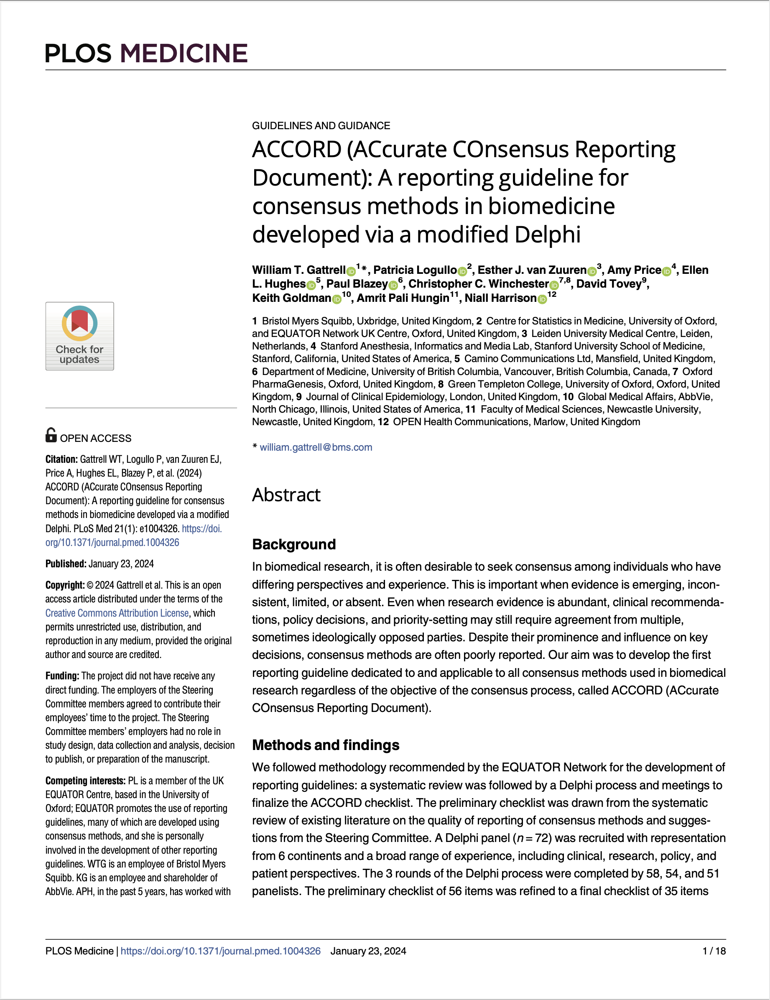 PLOS MEDICINE
GUIDELINES AND GUIDANCE
ACCORD (ACcurate COnsensus Reporting
Document): A reporting guideline for
consensus methods in biomedicine
developed via a modified Delphi
William T. Gattrell iD 1*, Patricia Logullo iD 2, Esther J. van Zuuren iD 3, Amy Price iD 4, Ellen
L. Hughes iD 5, Paul Blazey iD 6, Christopher C. Winchester iD 7,8, David Tovey9,
Keith Goldman iD 10, Amrit Pali Hungin11, Niall Harrison iD 12
1 Bristol Myers Squibb, Uxbridge, United Kingdom, 2 Centre for Statistics in Medicine, University of Oxford,
and EQUATOR Network UK Centre, Oxford, United Kingdom, 3 Leiden University Medical Centre, Leiden,
Netherlands, 4 Stanford Anesthesia, Informatics and Media Lab, Stanford University School of Medicine,
Stanford, California, United States of America, 5 Camino Communications Ltd, Mansfield, United Kingdom,
6 Department of Medicine, University of British Columbia, Vancouver, British Columbia, Canada, 7 Oxford
PharmaGenesis, Oxford, United Kingdom, 8 Green Templeton College, University of Oxford, Oxford, United
Kingdom, 9 Journal of Clinical Epidemiology, London, United Kingdom, 10 Global Medical Affairs, AbbVie,
North Chicago, Illinois, United States of America, 11 Faculty of Medical Sciences, Newcastle University,
Newcastle, United Kingdom, 12 OPEN Health Communications, Marlow, United Kingdom
* william.gattrell@bms.com
Check for
updates
OPEN ACCESS
Citation: Gattrell WT, Logullo P, van Zuuren EJ,
Price A, Hughes EL, Blazey P, et al. (2024)
ACCORD (ACcurate COnsensus Reporting
Document): A reporting guideline for consensus
methods in biomedicine developed via a modified
Delphi. PLoS Med 21(1): e1004326. https://doi.
org/10.1371/journal.pmed.1004326
Published: January 23, 2024
Copyright: © 2024 Gattrell et al. This is an open
access article distributed under the terms of the
Creative Commons Attribution License, which
permits unrestricted use, distribution, and
reproduction in any medium, provided the original
author and source are credited.
Funding: The project did not have receive any
direct funding. The employers of the Steering
Committee members agreed to contribute their
employees’ time to the project. The Steering
Committee members’ employers had no role in
study design, data collection and analysis, decision
to publish, or preparation of the manuscript.
Competing interests: PL is a member of the UK
EQUATOR Centre, based in the University of
Oxford; EQUATOR promotes the use of reporting
guidelines, many of which are developed using
consensus methods, and she is personally
involved in the development of other reporting
guidelines. WTG is an employee of Bristol Myers
Squibb. KG is an employee and shareholder of
AbbVie. APH, in the past 5 years, has worked with
Abstract
Background
In biomedical research, it is often desirable to seek consensus among individuals who have
differing perspectives and experience. This is important when evidence is emerging, incon-
sistent, limited, or absent. Even when research evidence is abundant, clinical recommenda-
tions, policy decisions, and priority-setting may still require agreement from multiple,
sometimes ideologically opposed parties. Despite their prominence and influence on key
decisions, consensus methods are often poorly reported. Our aim was to develop the first
reporting guideline dedicated to and applicable to all consensus methods used in biomedical
research regardless of the objective of the consensus process, called ACCORD (ACcurate
COnsensus Reporting Document).
Methods and findings
We followed methodology recommended by the EQUATOR Network for the development of
reporting guidelines: a systematic review was followed by a Delphi process and meetings to
finalize the ACCORD checklist. The preliminary checklist was drawn from the systematic
review of existing literature on the quality of reporting of consensus methods and sugges-
tions from the Steering Committee. A Delphi panel (n = 72) was recruited with representation
from 6 continents and a broad range of experience, including clinical, research, policy, and
patient perspectives. The 3 rounds of the Delphi process were completed by 58, 54, and 51
panelists. The preliminary checklist of 56 items was refined to a final checklist of 35 items
PLOS Medicine | https://doi.org/10.1371/journal.pmed.1004326 January 23, 2024
1 / 18